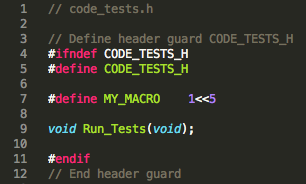 1 // code_tests.h
2
3 // Define header guard CODE_TESTS_H
4 #ifndef CODE_TESTS_H
5 #define CODE_TESTS_H
6
7 #define MY_MACRO    1<<5
8
9 void Run_Tests(void);
10
11 #endif
12 // End header guard